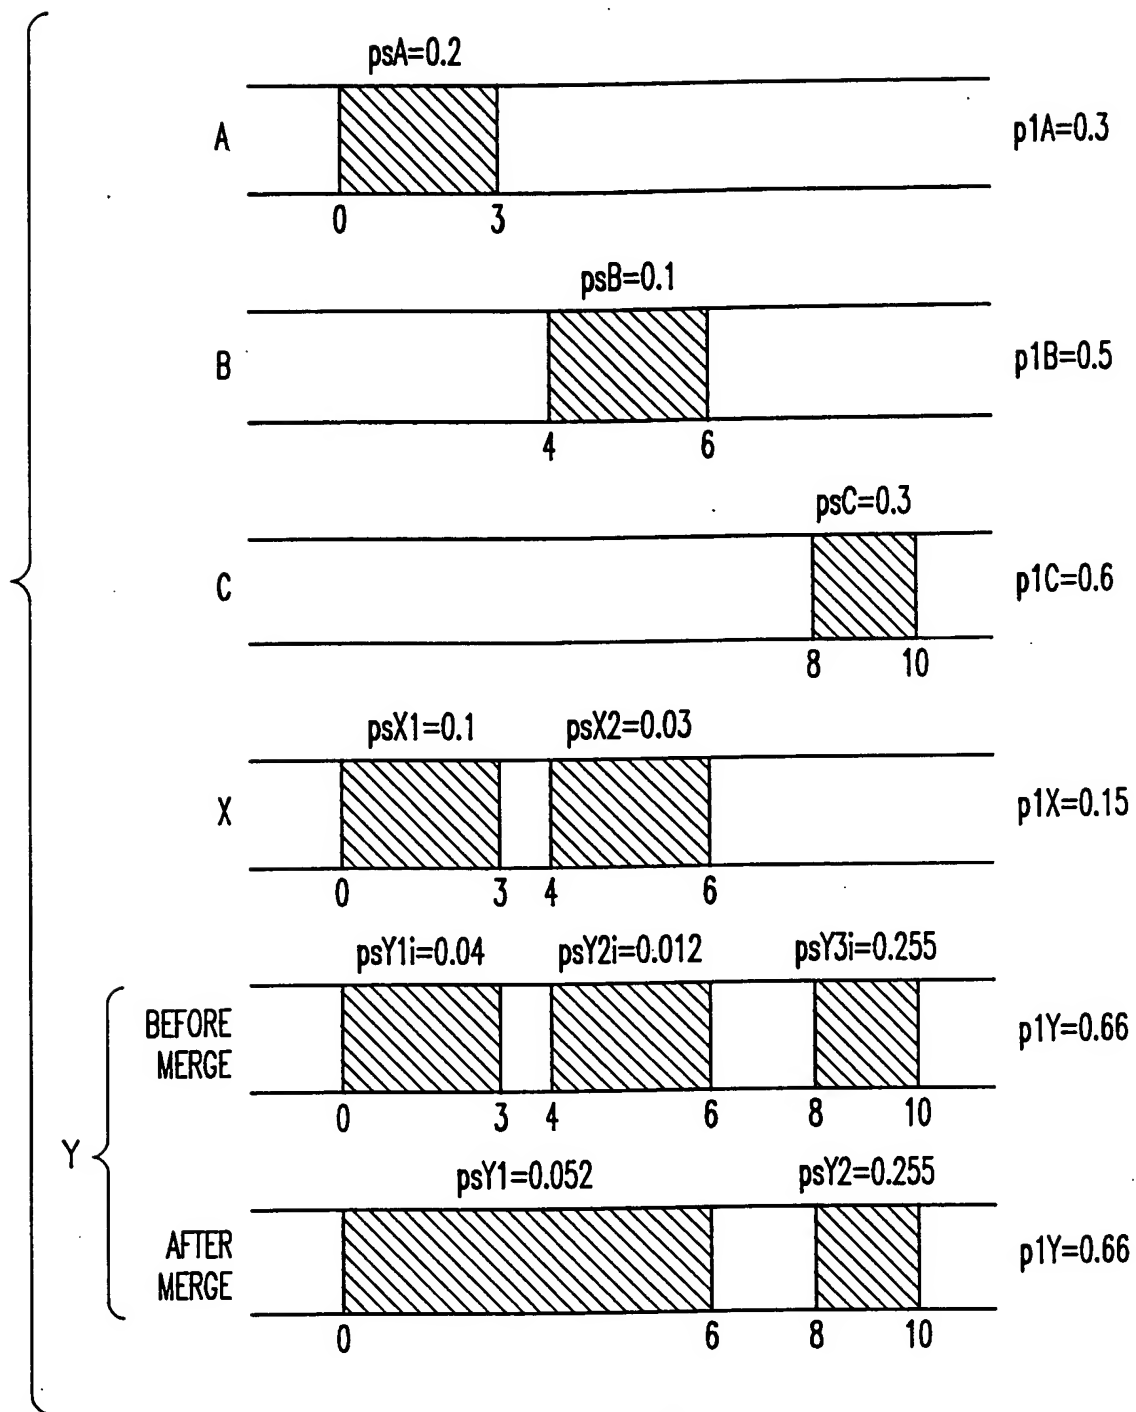 psA=0.2
A
p1A=0.3
0 3
psB=0.1
B
p1B=0.5
4 6
psC=0.3
C
p1C=0.6
8 10
psX1=0.1 psX2=0.03
X
p1X=0.15
0 3 4 6
psY1i=0.04 psY2i=0.012 psY3i=0.255
BEFORE
MERGE
p1Y=0.66
0 3 4 6 8 10
Y
psY1=0.052 psY2=0.255
AFTER
MERGE
p1Y=0.66
0 6 8 10